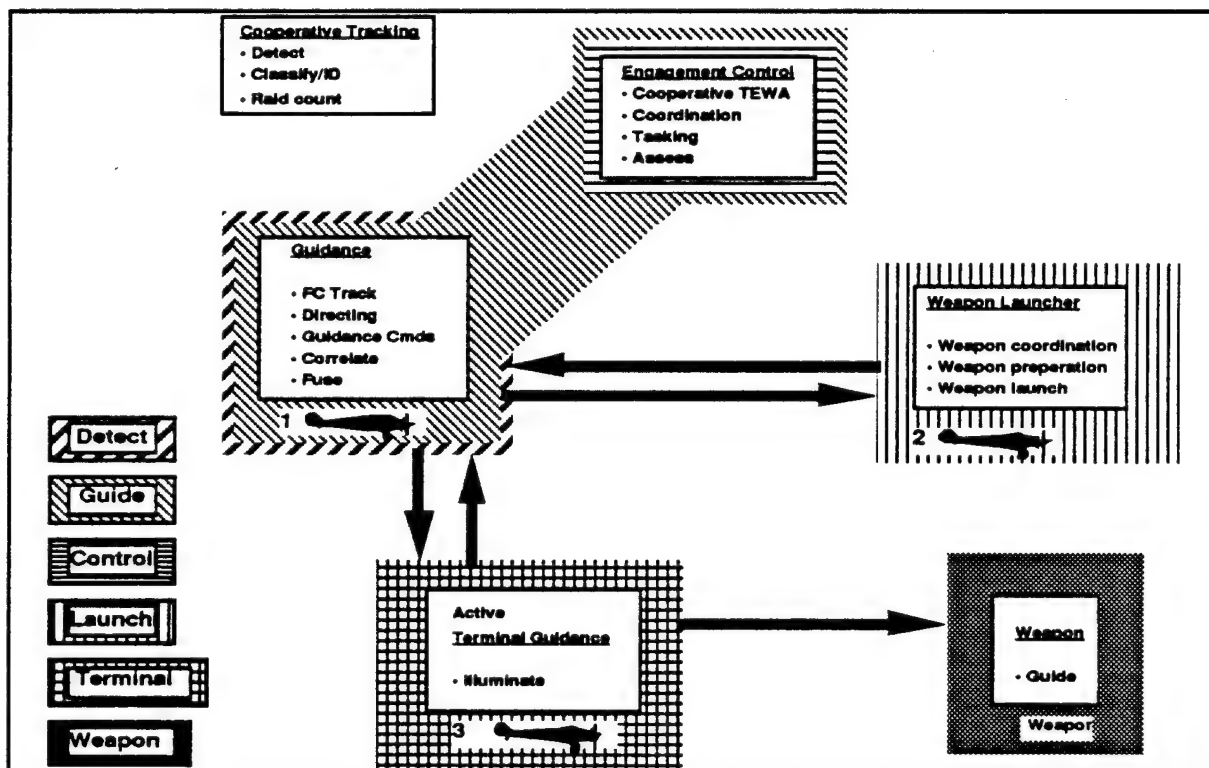 Cooperative Tracking
• Detect
• Classify/ID
• Raid count
Engagement Control
• Cooperative TEWA
• Coordination
• Tasking
• Assess
Guidance
• FC Track
• Directing
• Guidance Cmds
• Correlate
• Fuse
1
Weapon Launcher
• Weapon coordination
• Weapon preparation
• Weapon launch
2
Detect
Guide
Control
Launch
Terminal
Weapon
Active
Terminal Guidance
• Illuminate
3
Weapon
• Guide
Weapon